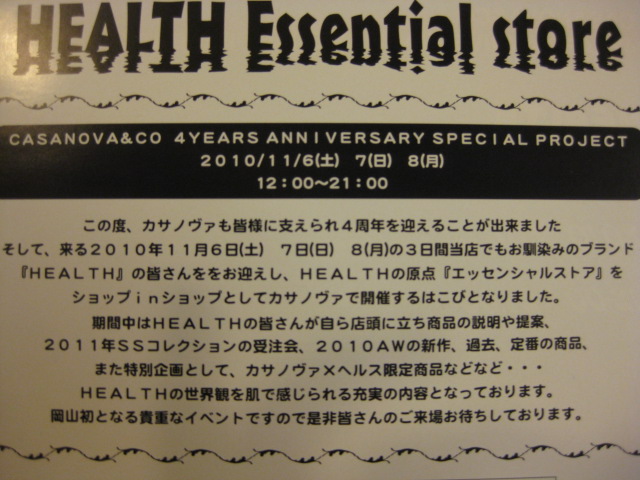 HEALTH Essential store
CASANOVA&CO 4YEARS ANNIVERSARY SPECIAL PROJECT
2010/11/6(土) 7(日) 8(月)
12:00〜21:00
この度、カサノヴァも皆様に支えられ4周年を迎えることが出来ました
そして、来る2010年11月6日(土) 7日(日) 8(月)の3日間当店でもお馴染みのブランド
『HEALTH』の皆さんををお迎えし、HEALTHの原点『エッセンシャルストア』を
ショップinショップとしてカサノヴァで開催するはこびとなりました。
期間中はHEALTHの皆さんが自ら店頭に立ち商品の説明や提案、
2011年SSコレクションの受注会、2010AWの新作、過去、定番の商品、
また特別企画として、カサノヴァ×ヘルス限定商品などなど・・・
HEALTHの世界観を肌で感じられる充実の内容となっております。
岡山初となる貴重なイベントですので是非皆さんのご来場お待ちしております。